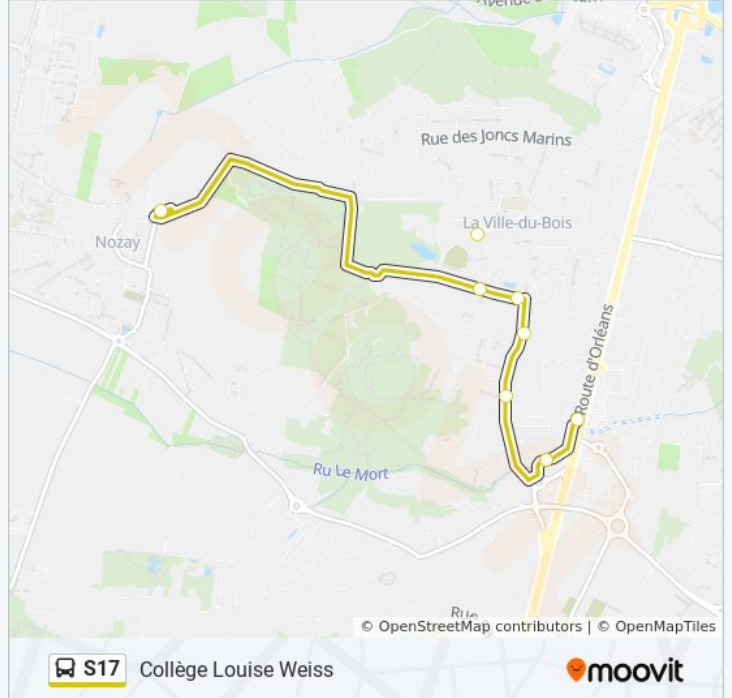 Rue des Joncs Marins
La Ville-du-Bois
Nozay
Route d'Orléans
Ru Le Mort
Rue
© OpenStreetMap contributors | © OpenMapTiles
S17 Collège Louise Weiss
moovit